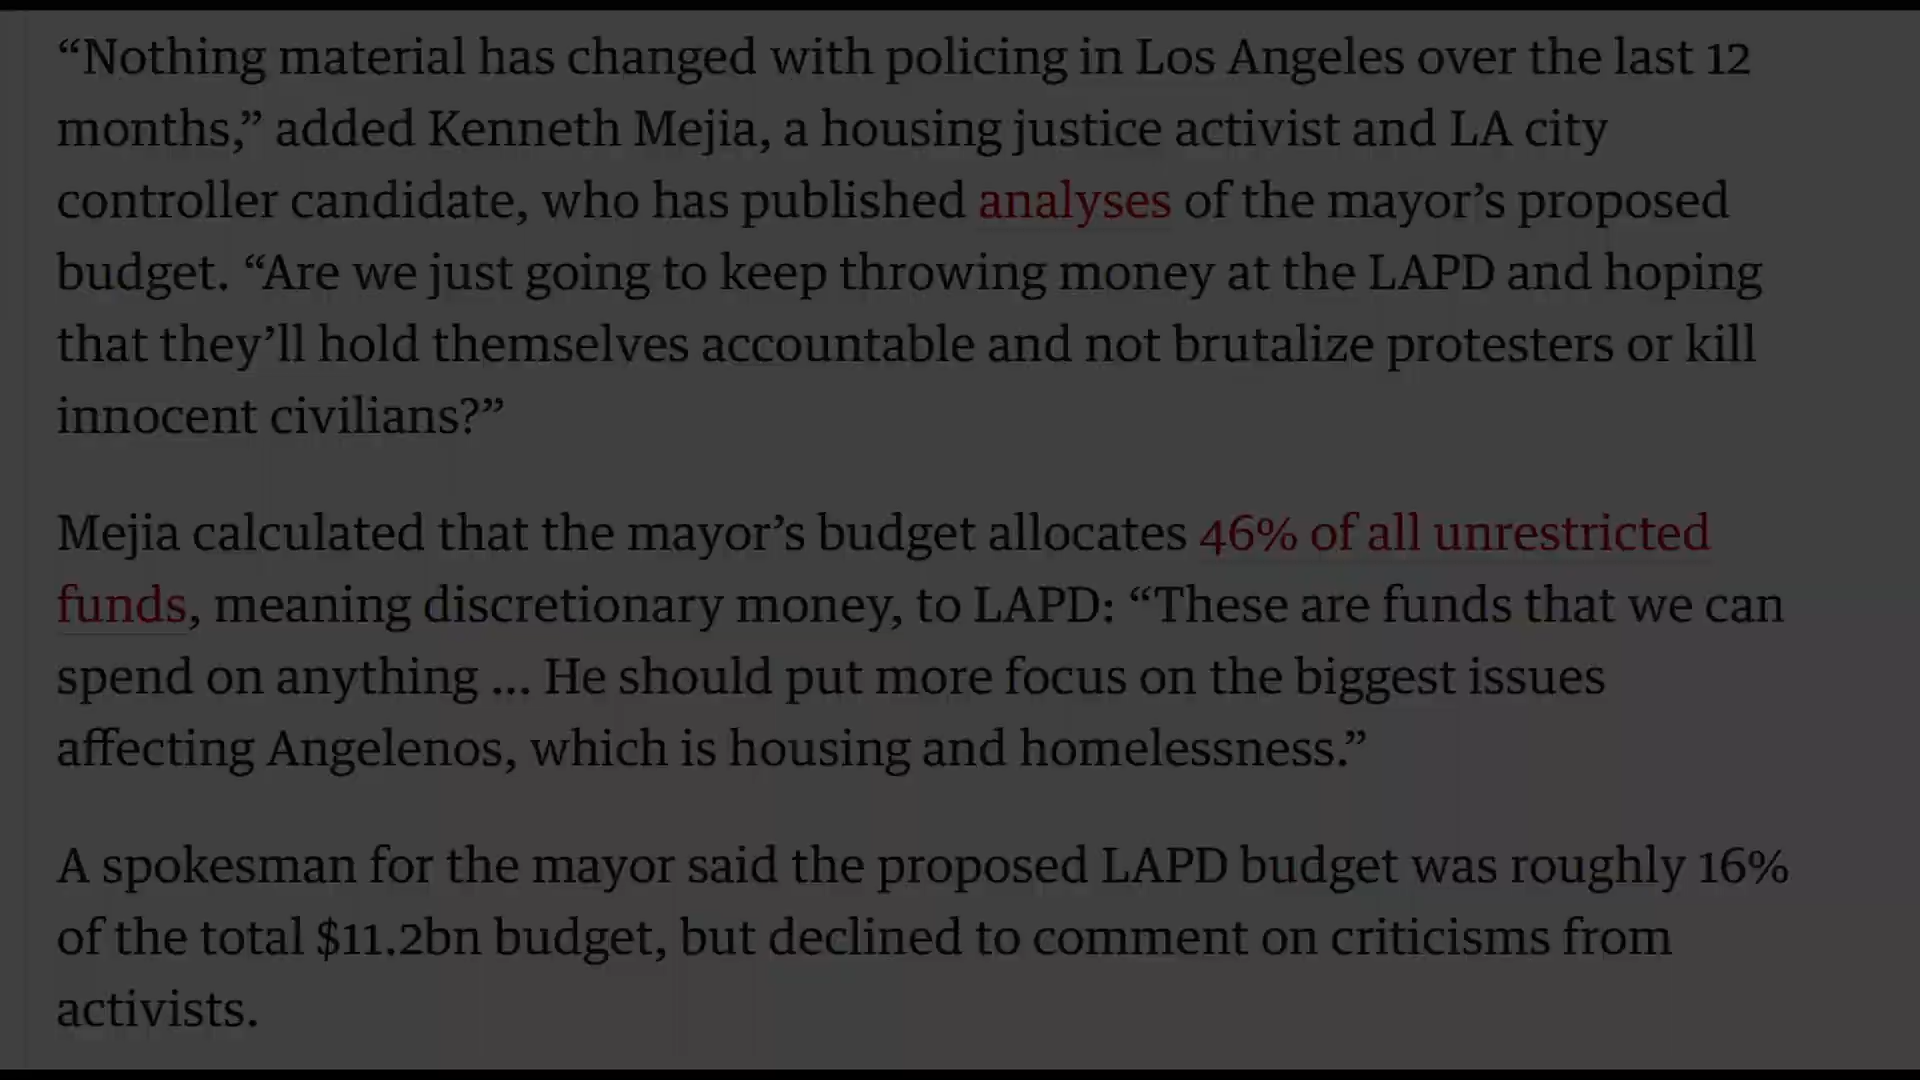 “Nothing material has changed with policing in Los Angeles over the last 12
months,” added Kenneth Mejia, a housing justice activist and LA city
controller candidate, who has published analyses of the mayor’s proposed
budget. “Are we just going to keep throwing money at the LAPD and hoping
that they’ll hold themselves accountable and not brutalize protesters or kill
innocent civilians?”
Mejia calculated that the mayor’s budget allocates 46% of all unrestricted
funds, meaning discretionary money, to LAPD: “These are funds that we can
spend on anything ... He should put more focus on the biggest issues
affecting Angelenos, which is housing and homelessness.”
A spokesman for the mayor said the proposed LAPD budget was roughly 16%
of the total $11.2bn budget, but declined to comment on criticisms from
activists.